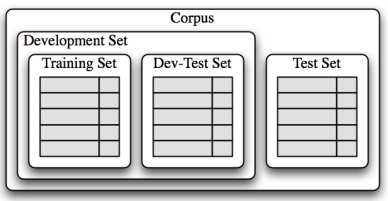 Corpus
Development Set
Training Set
Dev-Test Set
Test Set